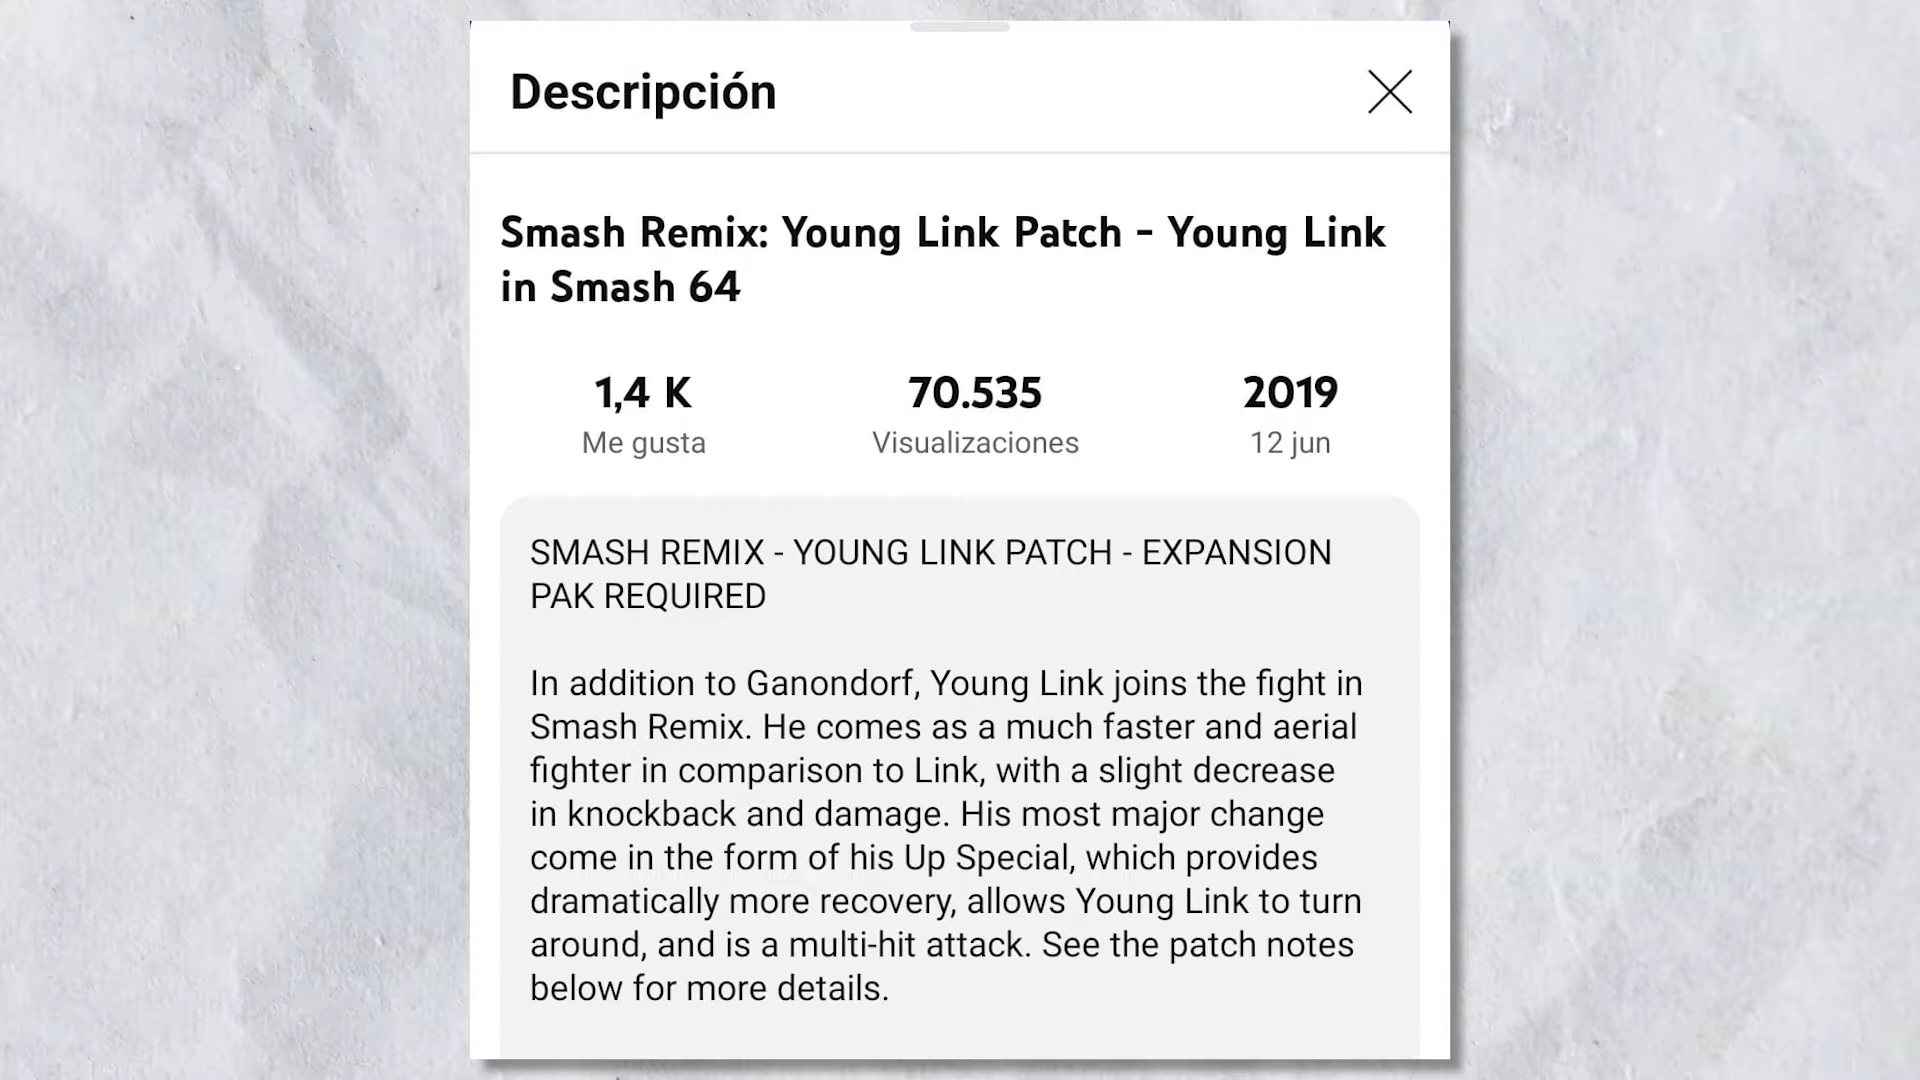 Descripción
Smash Remix: Young Link Patch - Young Link
in Smash 64
1,4 K
Me gusta
70.535
Visualizaciones
2019
12 jun
SMASH REMIX - YOUNG LINK PATCH - EXPANSION
PAK REQUIRED
In addition to Ganondorf, Young Link joins the fight in
Smash Remix. He comes as a much faster and aerial
fighter in comparison to Link, with a slight decrease
in knockback and damage. His most major change
come in the form of his Up Special, which provides
dramatically more recovery, allows Young Link to turn
around, and is a multi-hit attack. See the patch notes
below for more details.